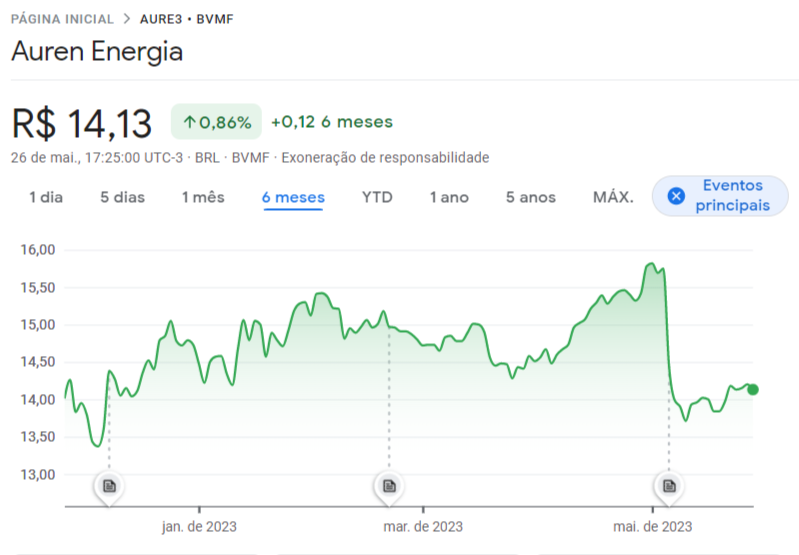 PÁGINA INICIAL > AURE3 • BVMF
Auren Energia
R$ 14,13 ↑0,86% +0,12 6 meses
26 de mai., 17:25:00 UTC-3 · BRL · BVMF · Exoneração de responsabilidade
1 dia 5 dias 1 mês 6 meses YTD 1 ano 5 anos MÁX. Eventos
principais
16,00
15,50
15,00
14,50
14,00
13,50
13,00
jan. de 2023 mar. de 2023 mai. de 2023